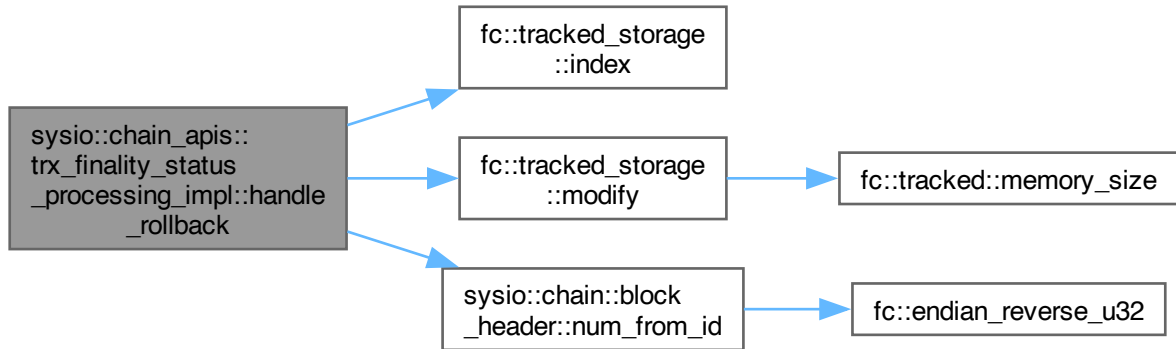 sysio::chain_apis::
trx_finality_status
_processing_impl::handle
_rollback
fc::tracked_storage
::index
fc::tracked_storage
::modify
fc::tracked::memory_size
sysio::chain::block
_header::num_from_id
fc::endian_reverse_u32